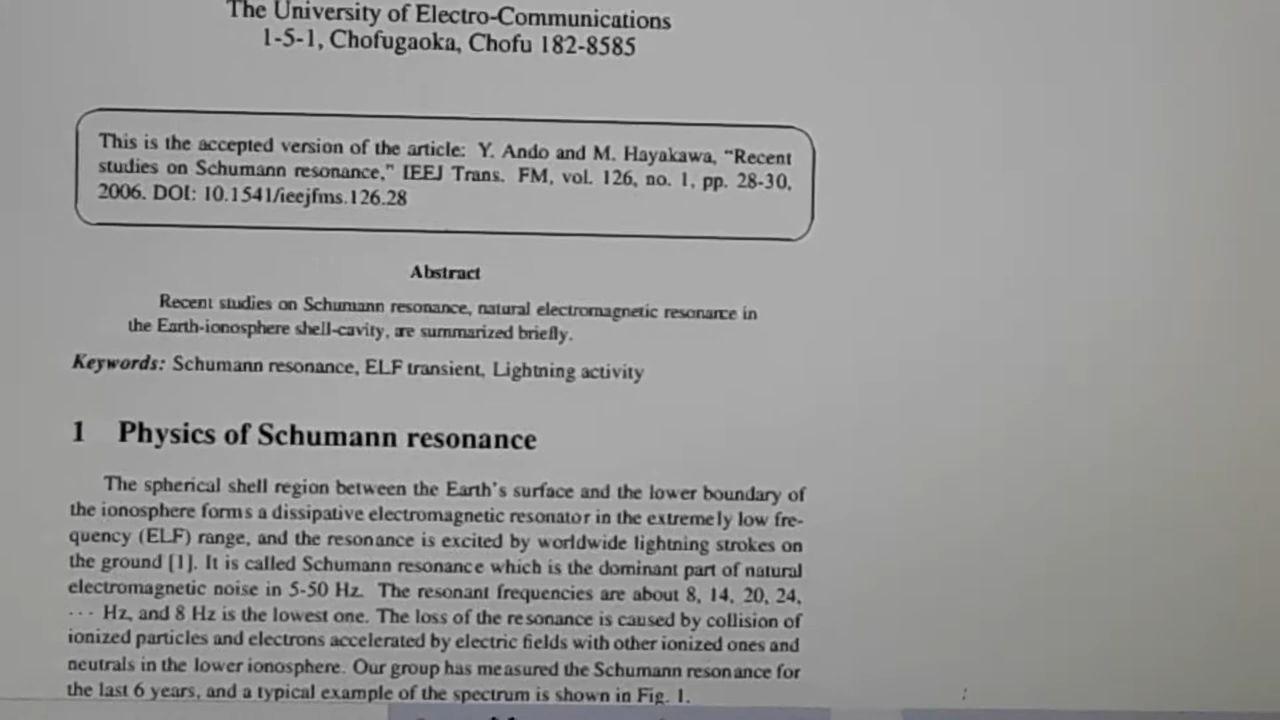 The University of Electro-Communications
1-5-1, Chofugaoka, Chofu 182-8585
This is the accepted version of the article: Y. Ando and M. Hayakawa, “Recent
studies on Schumann resonance,” IEEJ Trans. FM, vol. 126, no. 1, pp. 28-30,
2006. DOI: 10.1541/ieejfms.126.28
Abstract
Recent studies on Schumann resonance, natural electromagnetic resonance in
the Earth-ionosphere shell-cavity, are summarized briefly.
Keywords: Schumann resonance, ELF transient, Lightning activity
1 Physics of Schumann resonance
The spherical shell region between the Earth's surface and the lower boundary of
the ionosphere forms a dissipative electromagnetic resonator in the extremely low fre-
quency (ELF) range, and the resonance is excited by worldwide lightning strokes on
the ground [1]. It is called Schumann resonance which is the dominant part of natural
electromagnetic noise in 5-50 Hz. The resonant frequencies are about 8, 14, 20, 24,
··· Hz, and 8 Hz is the lowest one. The loss of the resonance is caused by collision of
ionized particles and electrons accelerated by electric fields with other ionized ones and
neutrals in the lower ionosphere. Our group has measured the Schumann resonance for
the last 6 years, and a typical example of the spectrum is shown in Fig. 1.